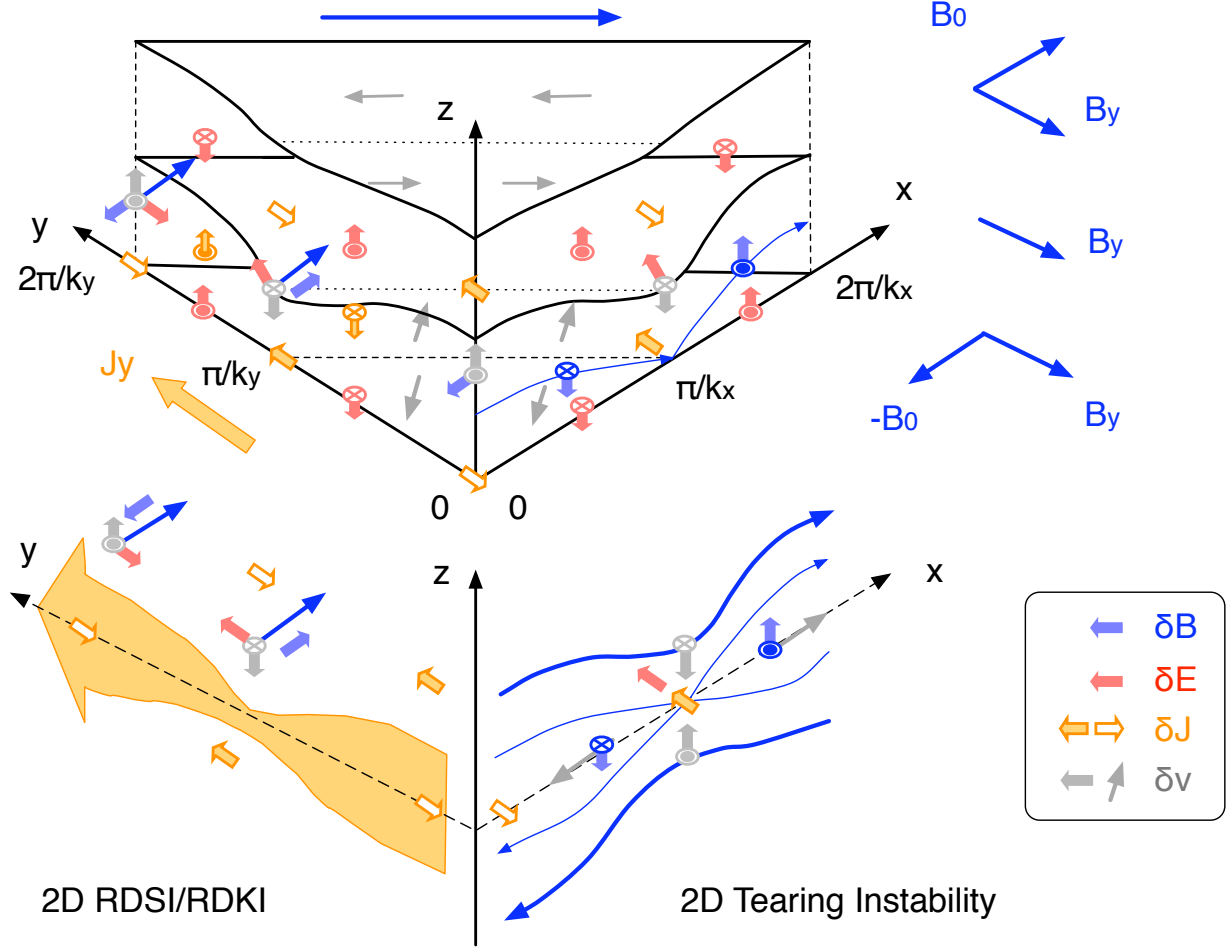 B0
By
z
x
y
2π/ky
2π/kx
By
Jy
π/ky
π/kx
-B0
By
0 0
y
z
x
δB
δE
δJ
δv
2D RDSI/RDKI
2D Tearing Instability